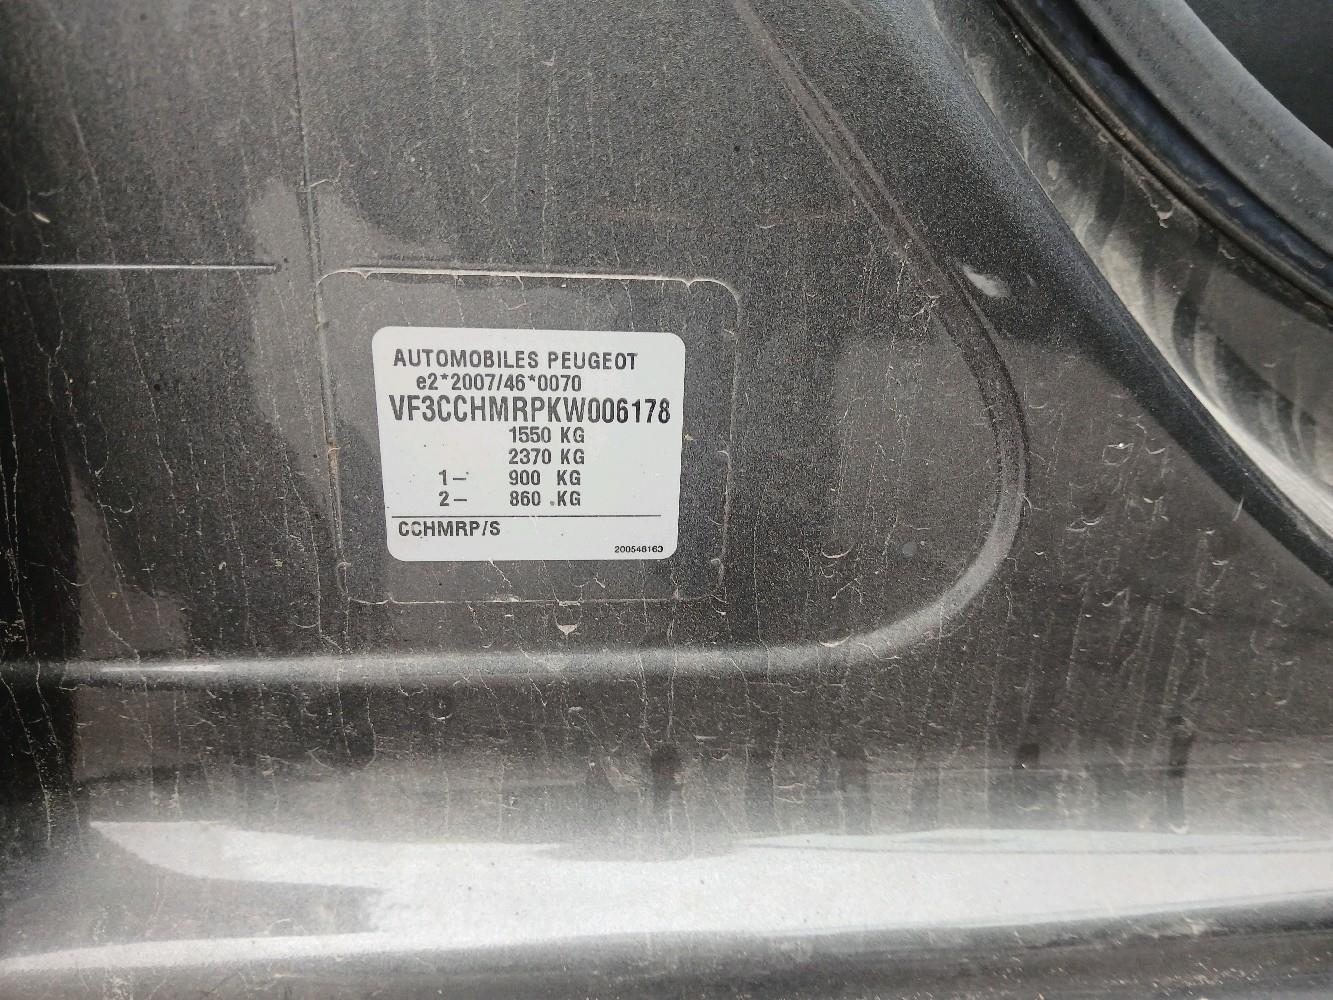 AUTOMOBILES PEUGEOT
e2*2007/46*0070
VF3CCHMRPKW006178
1550 KG
2370 KG
1- 900 KG
2- 860 KG
CCHMRP/S
200548163